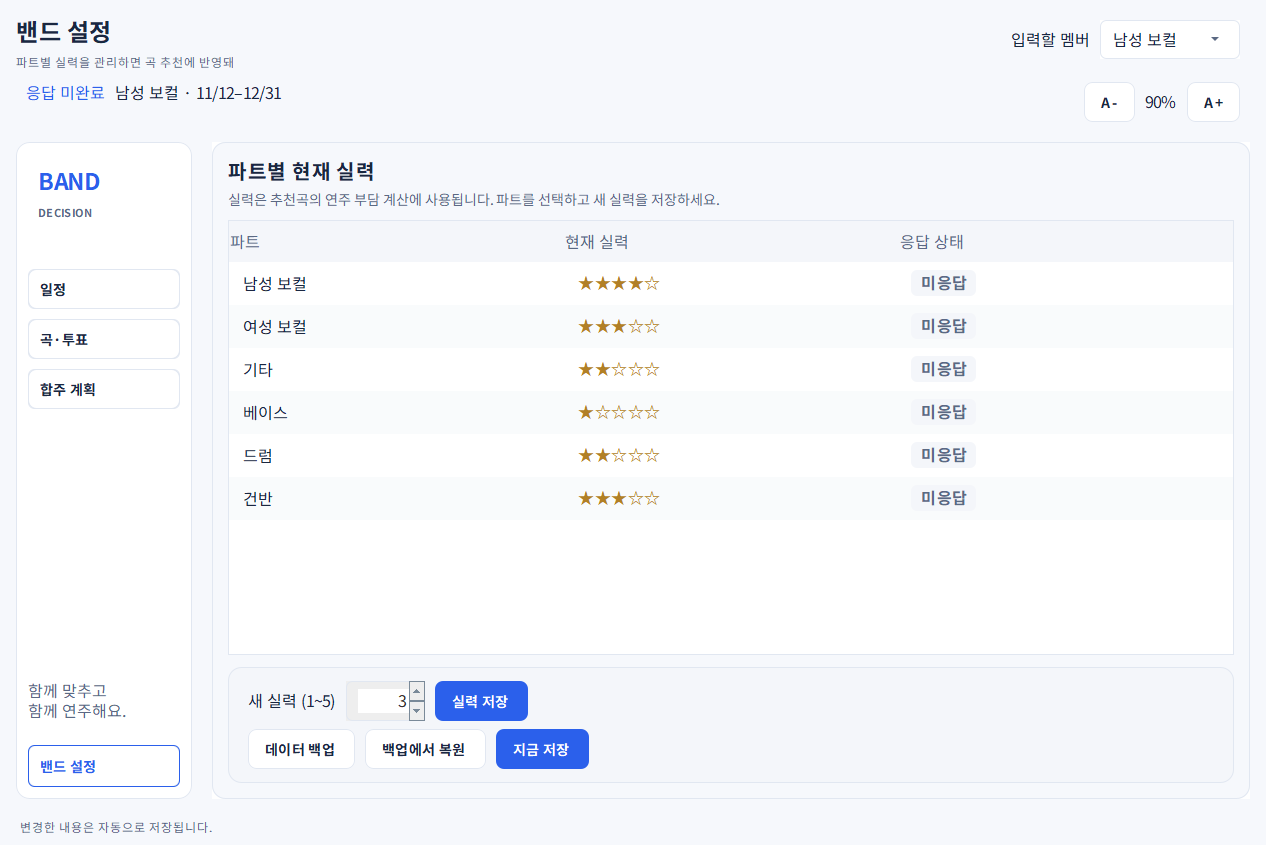 밴드 설정
파트별 실력을 관리하면 곡 추천에 반영돼
응답 미완료 남성 보컬 · 11/12–12/31
입력할 멤버 남성 보컬
A- 90% A+
BAND
DECISION
일정
곡·투표
합주 계획
함께 맞추고
함께 연주해요.
밴드 설정
파트별 현재 실력
실력은 추천곡의 연주 부담 계산에 사용됩니다. 파트를 선택하고 새 실력을 저장하세요.
파트 현재 실력 응답 상태
남성 보컬 ★★★★☆ 미응답
여성 보컬 ★★★☆☆ 미응답
기타 ★★☆☆☆ 미응답
베이스 ★☆☆☆☆ 미응답
드럼 ★★☆☆☆ 미응답
건반 ★★★☆☆ 미응답
새 실력 (1~5) 3 실력 저장
데이터 백업 백업에서 복원 지금 저장
변경한 내용은 자동으로 저장됩니다.